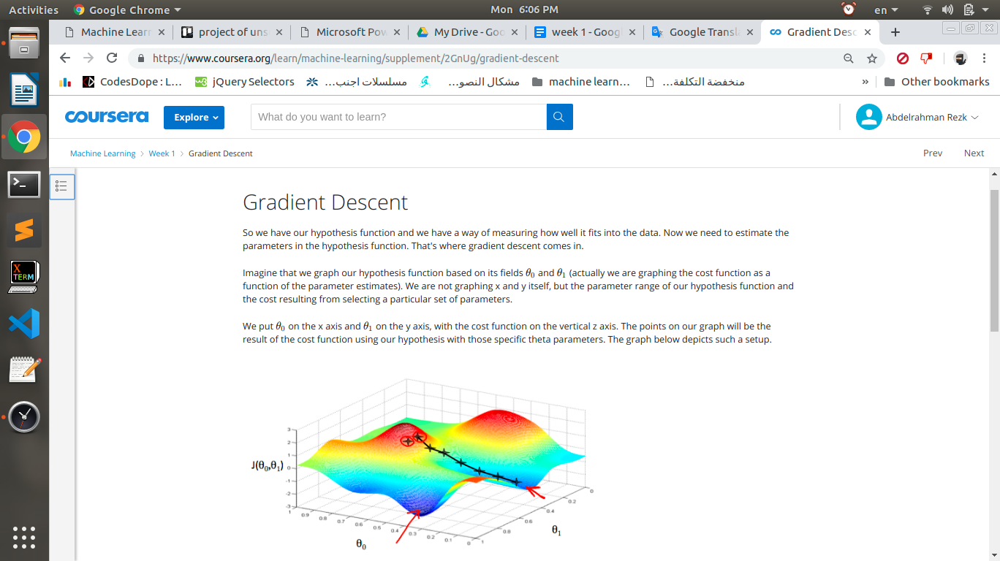 Activities Google Chrome Mon 6:06 PM en
Machine Lear project of uns Microsoft Pow My Drive - Goo week 1 - Googl Google Transla Gradient Desc
https://www.coursera.org/learn/machine-learning/supplement/2GnUg/gradient-descent
CodesDope : L... jQuery Selectors مسلسلات اجنب... مشكال النصو... machine learn... منخفضة التكلفة... » Other bookmarks
coursera Explore What do you want to learn? Abdelrahman Rezk
Machine Learning > Week 1 > Gradient Descent Prev Next
Gradient Descent
So we have our hypothesis function and we have a way of measuring how well it fits into the data. Now we need to estimate the
parameters in the hypothesis function. That's where gradient descent comes in.
Imagine that we graph our hypothesis function based on its fields θ₀ and θ₁ (actually we are graphing the cost function as a
function of the parameter estimates). We are not graphing x and y itself, but the parameter range of our hypothesis function and
the cost resulting from selecting a particular set of parameters.
We put θ₀ on the x axis and θ₁ on the y axis, with the cost function on the vertical z axis. The points on our graph will be the
result of the cost function using our hypothesis with those specific theta parameters. The graph below depicts such a setup.
3
2
1
J(θ₀,θ₁) 0
-1
-2
-3
1 0.9 0.8 0.7 0.6 0.5 0.4 0.3 0.2 0.1 0
θ₀
1 0.8 0.6 0.4 0.2 0
θ₁
X
TERM